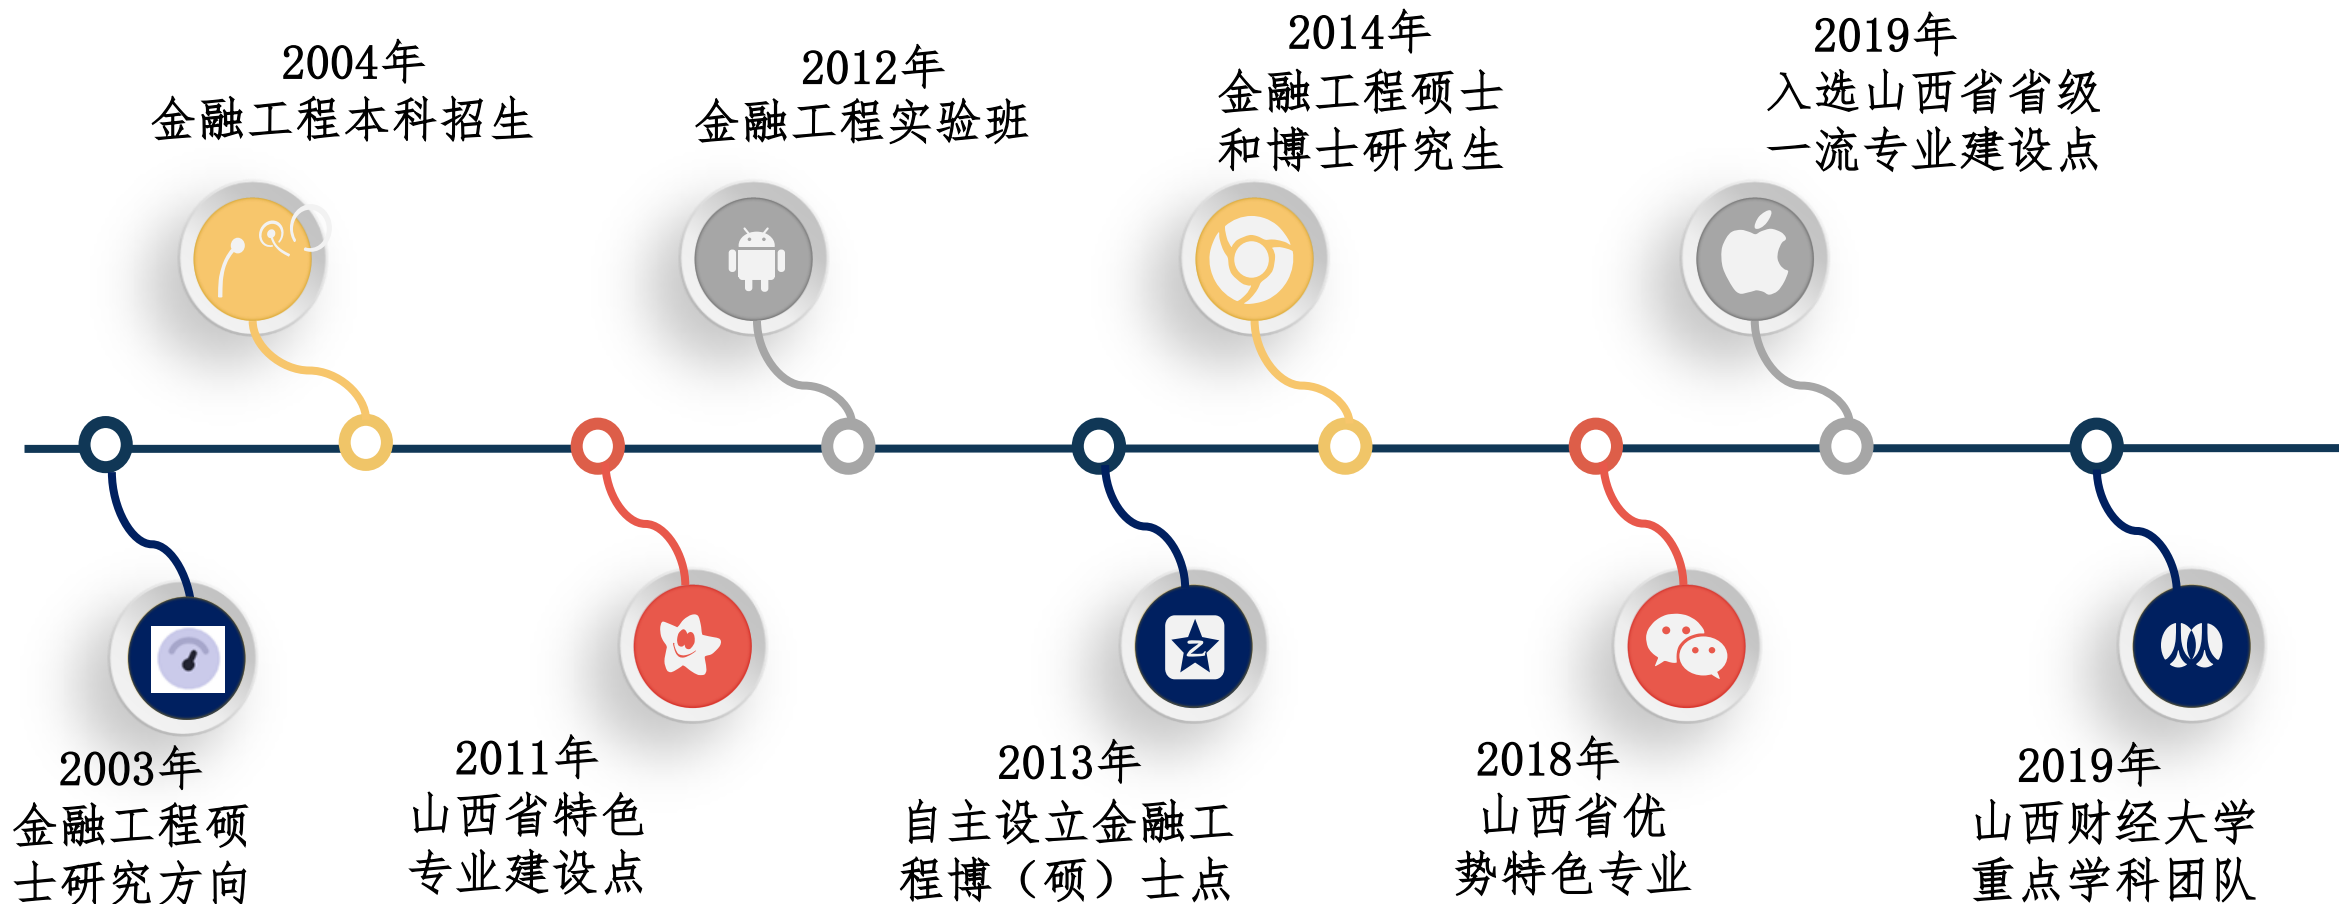 2003年
金融工程硕
士研究方向
2004年
金融工程本科招生
2011年
山西省特色
专业建设点
2012年
金融工程实验班
2013年
自主设立金融工
程博（硕）士点
2014年
金融工程硕士
和博士研究生
2018年
山西省优
势特色专业
2019年
入选山西省省级
一流专业建设点
2019年
山西财经大学
重点学科团队